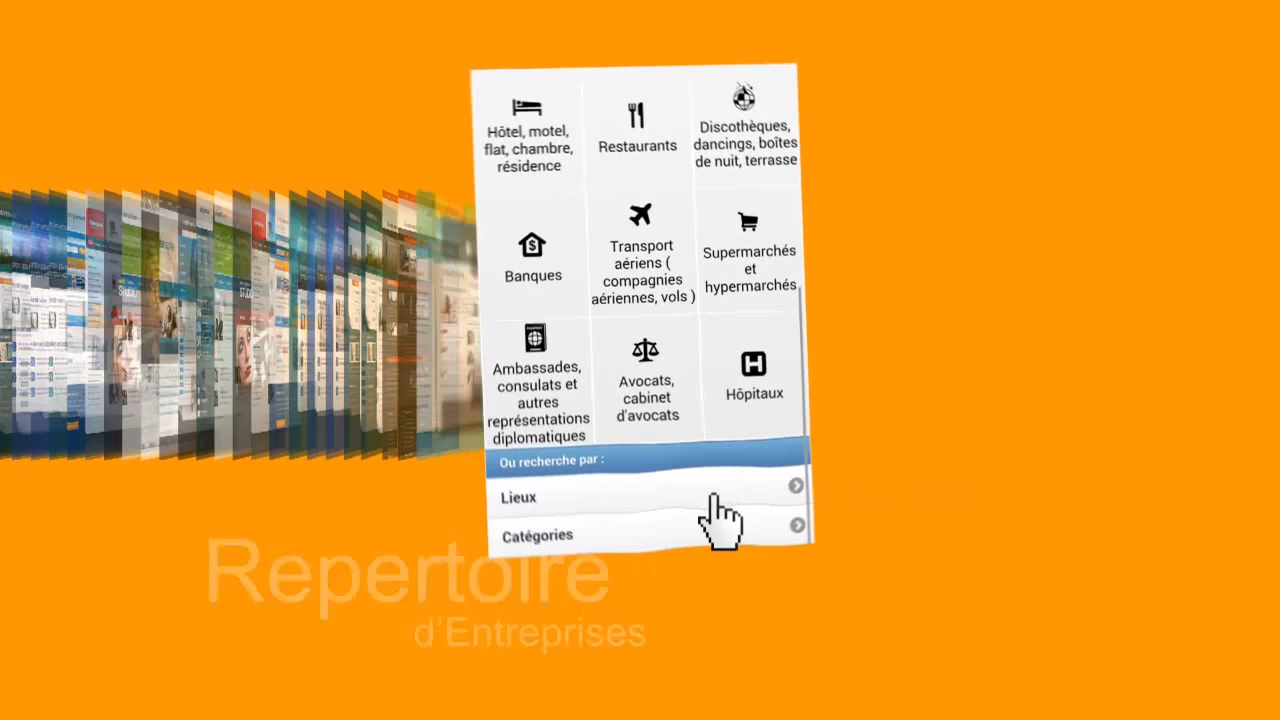 Hôtel, motel,
flat, chambre,
résidence
Restaurants
Discothèques,
dancings, boîtes
de nuit, terrasse
Banques
Transport
aériens (
compagnies
aériennes, vols )
Supermarchés
et
hypermarchés
Ambassades,
consulats et
autres
représentations
diplomatiques
Avocats,
cabinet
d'avocats
Hôpitaux
Ou recherche par :
Lieux
Catégories
Repertoire
d'Entreprises